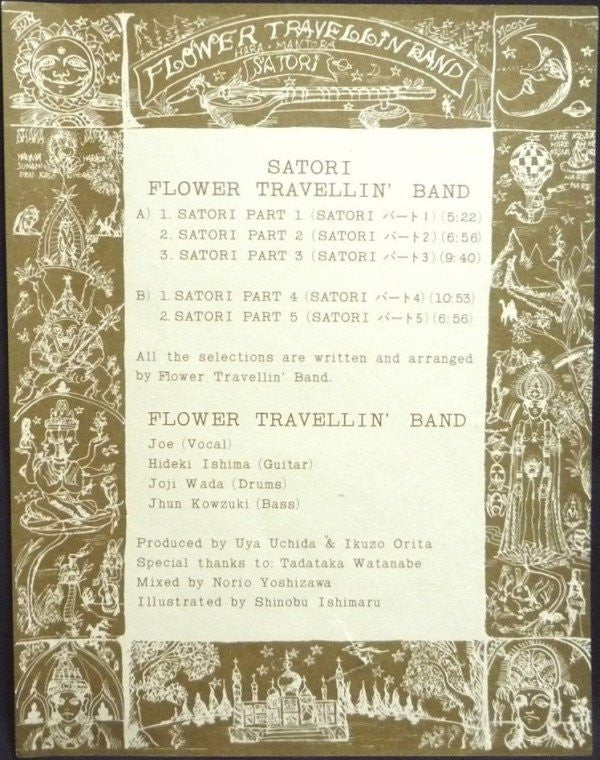 FLOWER TRAVELLIN BAND
SATORI
MOON
SATORI
FLOWER TRAVELLIN' BAND
A) 1. SATORI PART 1 (SATORI パート1) (5:22)
2. SATORI PART 2 (SATORI パート2) (6:56)
3. SATORI PART 3 (SATORI パート3) (9:40)
B) 1. SATORI PART 4 (SATORI パート4) (10:53)
2. SATORI PART 5 (SATORI パート5) (6:56)
All the selections are written and arranged
by Flower Travellin' Band.
FLOWER TRAVELLIN' BAND
Joe (Vocal)
Hideki Ishima (Guitar)
Joji Wada (Drums)
Jhun Kowzuki (Bass)
Produced by Uya Uchida & Ikuzo Orita
Special thanks to: Tadataka Watanabe
Mixed by Norio Yoshizawa
Illustrated by Shinobu Ishimaru